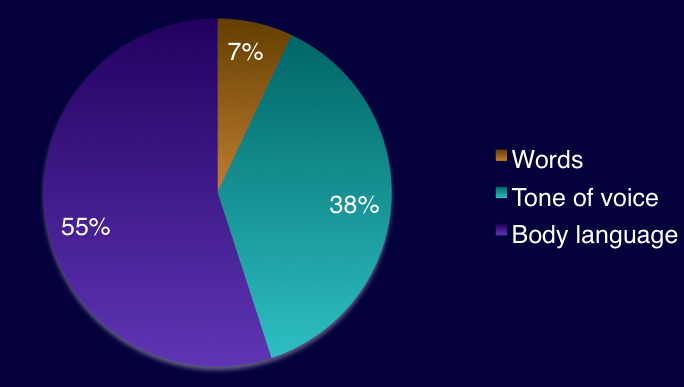 7%
38%
55%
Words
Tone of voice
Body language